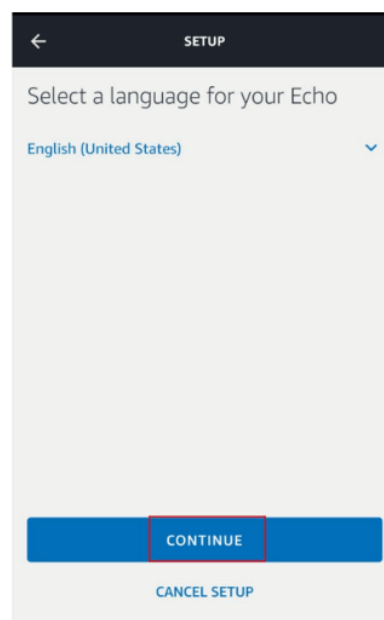 SETUP
Select a language for your Echo
English (United States)
CONTINUE
CANCEL SETUP